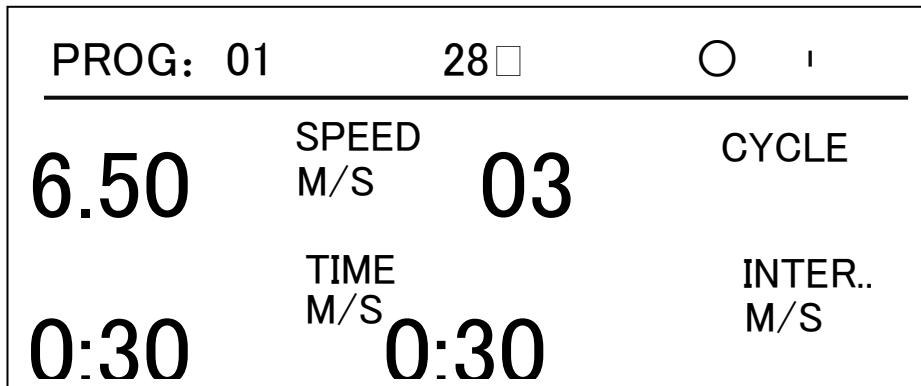 PROG: 01 28□ ○ ı
6.50 SPEED M/S 03 CYCLE
0:30 TIME M/S 0:30 INTER.. M/S